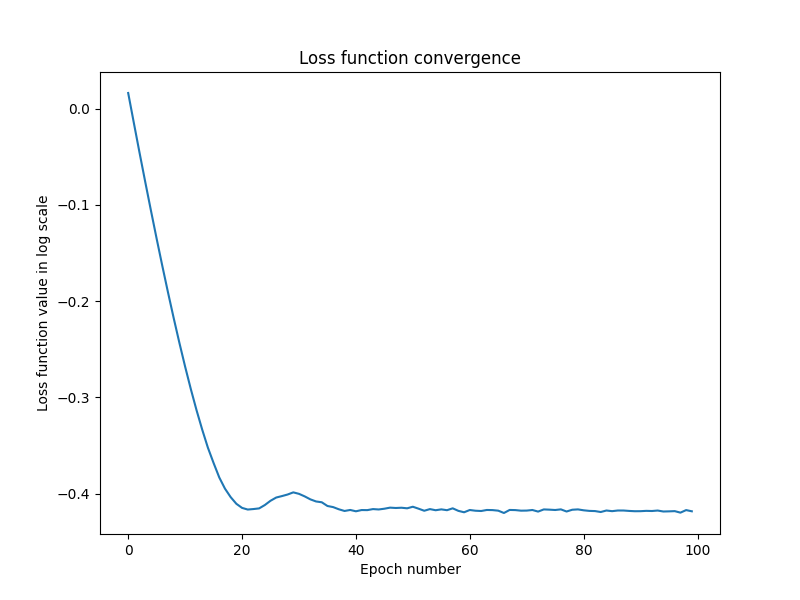 Loss function convergence
Loss function value in log scale
0.0
−0.1
−0.2
−0.3
−0.4
0 20 40 60 80 100
Epoch number